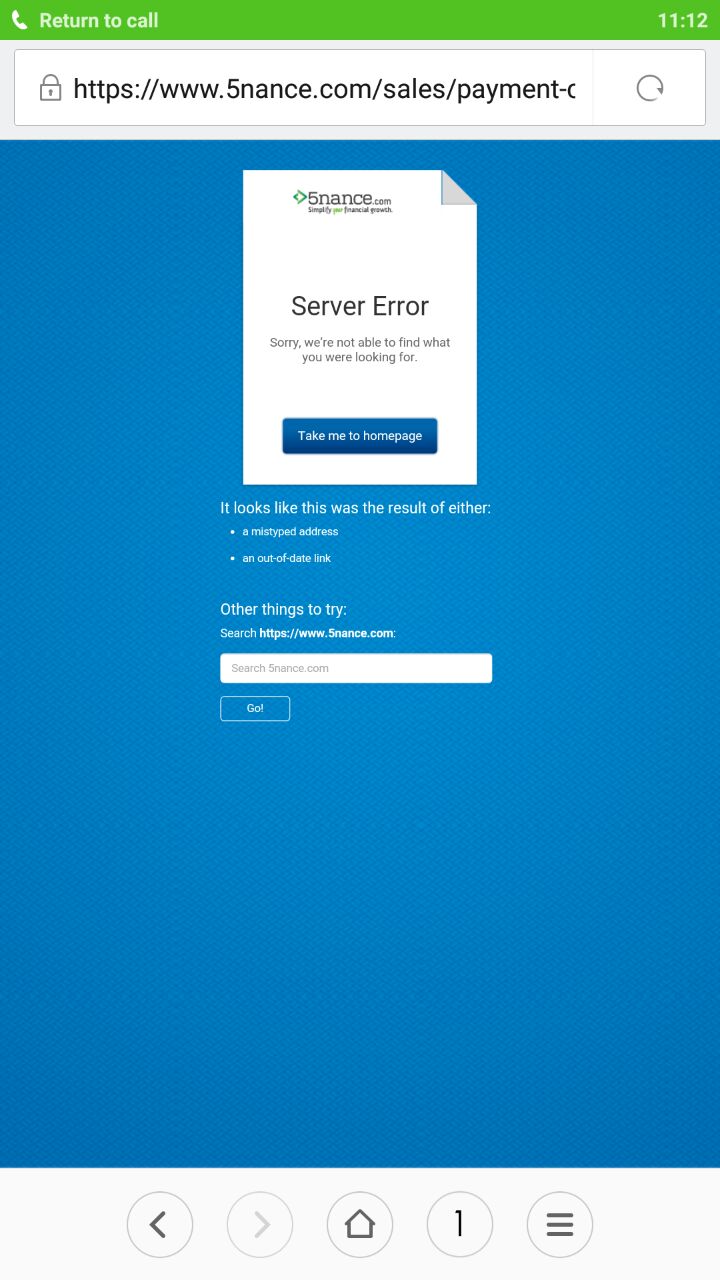 Return to call
11:12
https://www.5nance.com/sales/payment-c
5nance.com
Simplify your financial growth.
Server Error
Sorry, we're not able to find what
you were looking for.
Take me to homepage
It looks like this was the result of either:
• a mistyped address
• an out-of-date link
Other things to try:
Search https://www.5nance.com:
Search 5nance.com
Go!
1